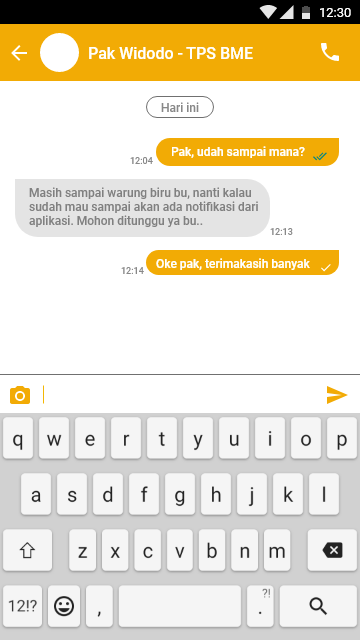 12:30
Pak Widodo - TPS BME
Hari ini
Pak, udah sampai mana?
12:04
Masih sampai warung biru bu, nanti kalau
sudah mau sampai akan ada notifikasi dari
aplikasi. Mohon ditunggu ya bu..
12:13
Oke pak, terimakasih banyak
12:14
q w e r t y u i o p
a s d f g h j k l
z x c v b n m
12!? , ?! .